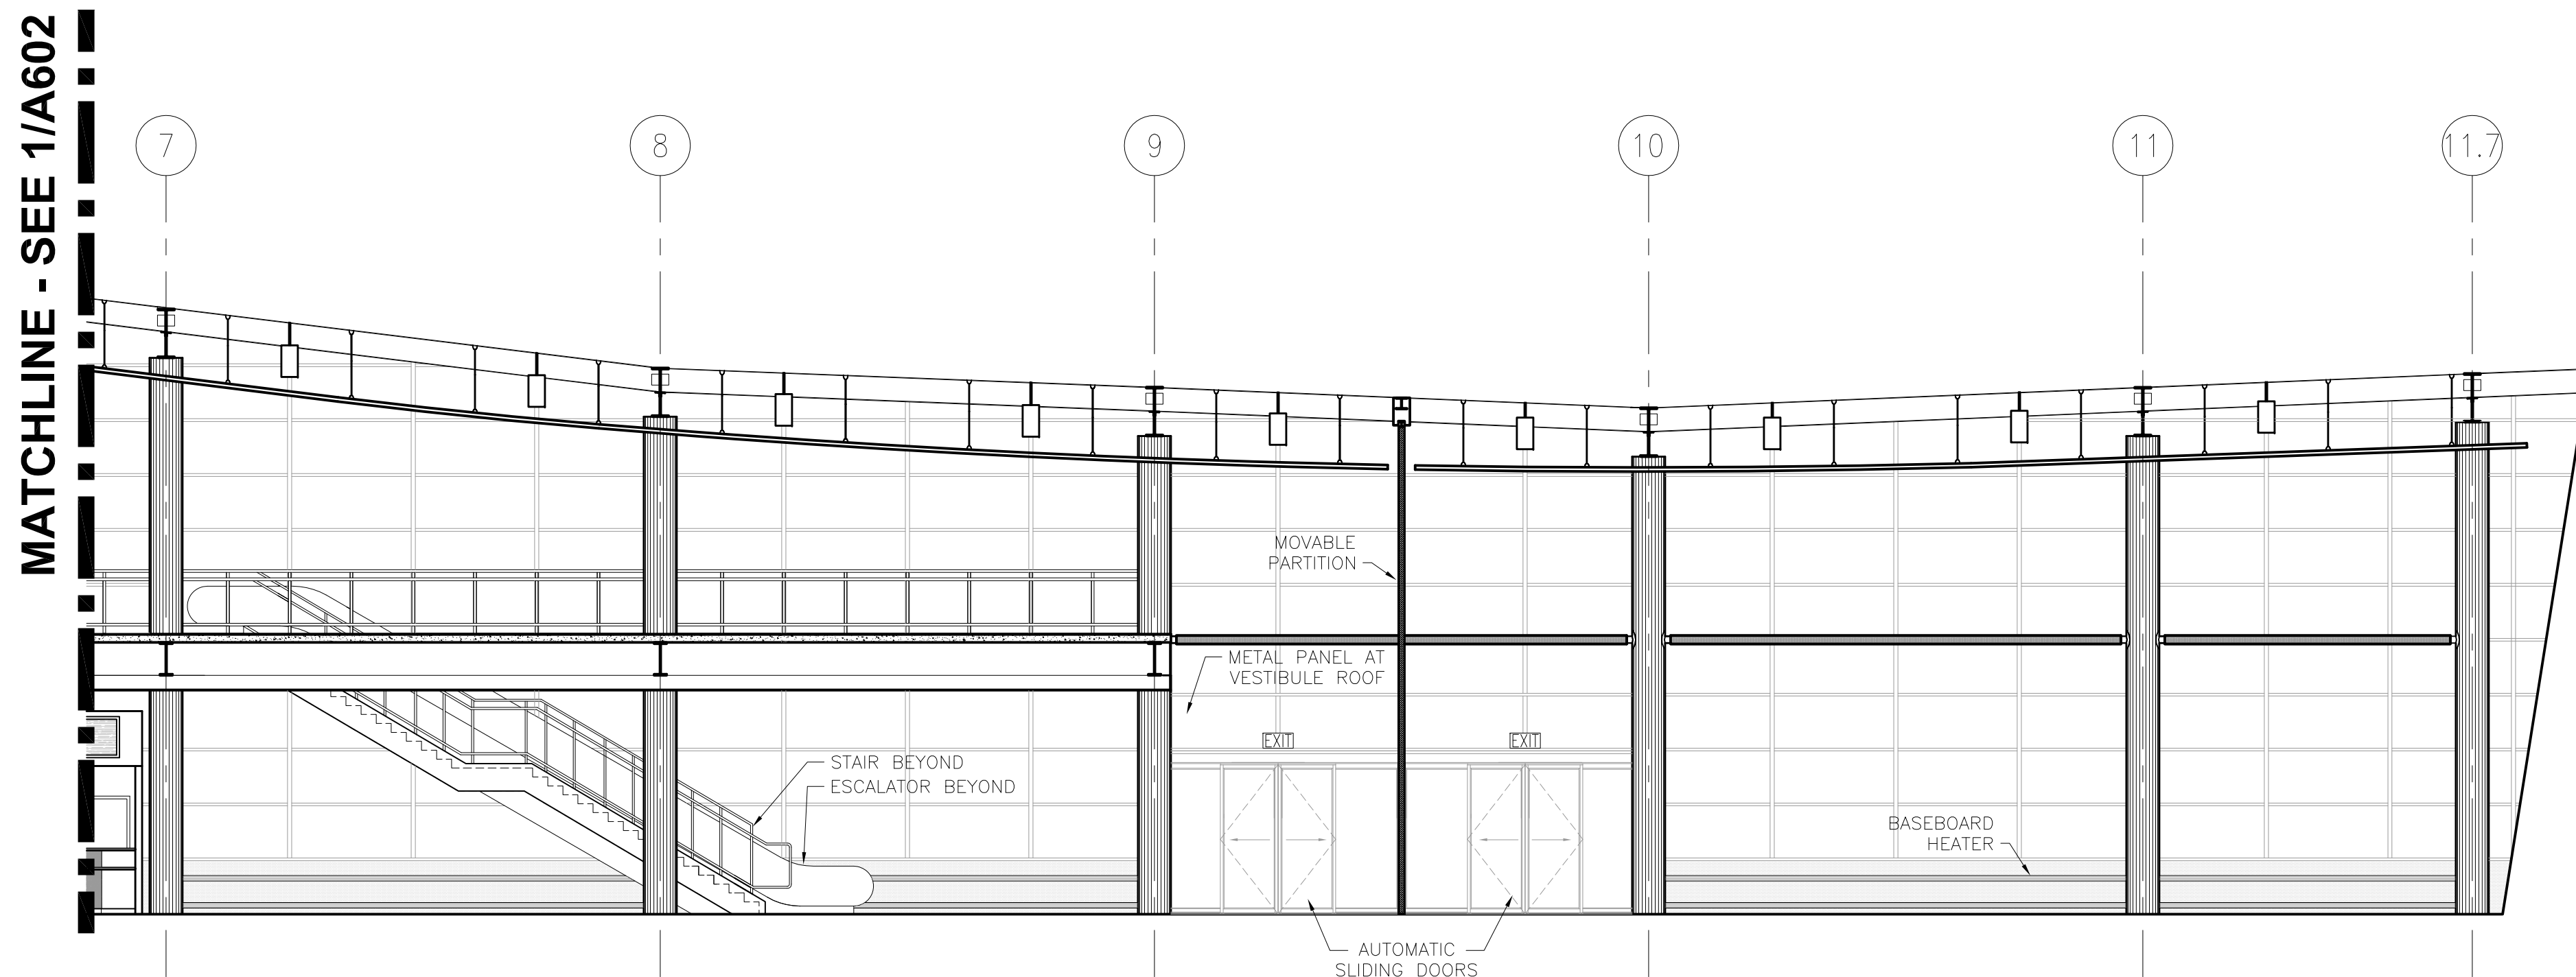 MATCHLINE - SEE 1/A602
7
8
9
10
11
11.7
MOVABLE
PARTITION
METAL PANEL AT
VESTIBULE ROOF
EXIT
EXIT
STAIR BEYOND
ESCALATOR BEYOND
BASEBOARD
HEATER
AUTOMATIC
SLIDING DOORS